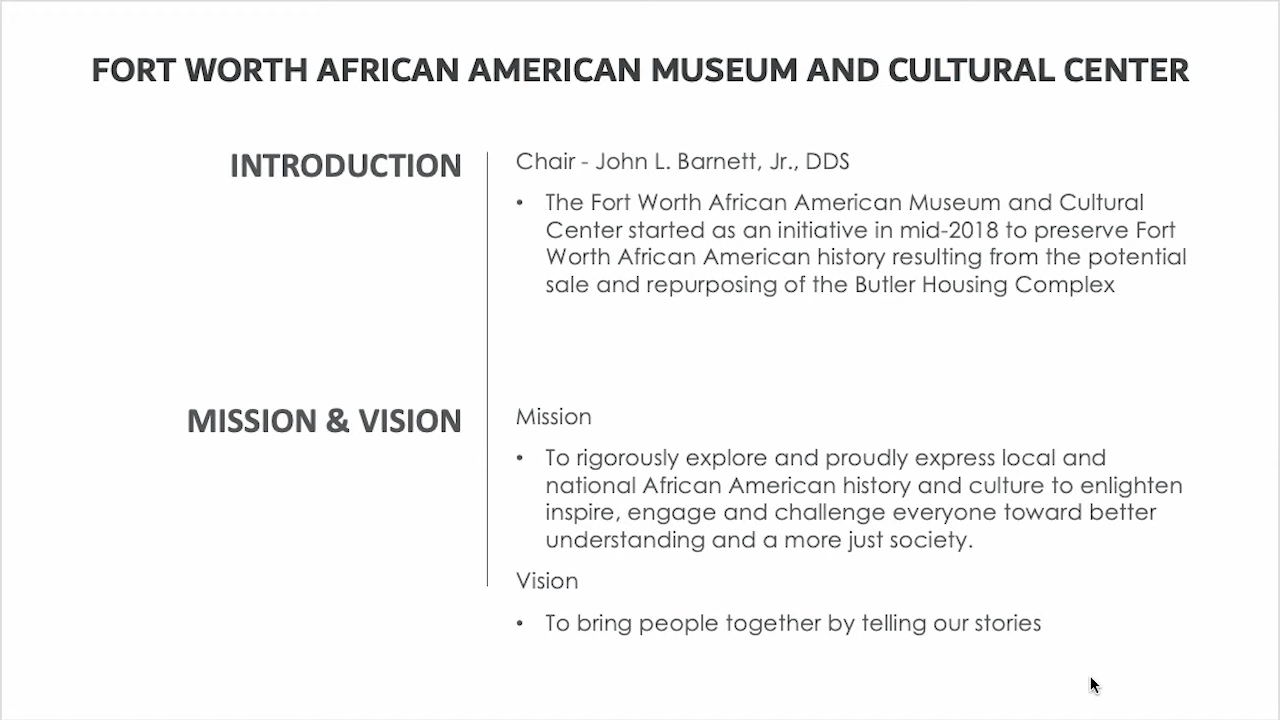 FORT WORTH AFRICAN AMERICAN MUSEUM AND CULTURAL CENTER
INTRODUCTION
Chair - John L. Barnett, Jr., DDS
• The Fort Worth African American Museum and Cultural
Center started as an initiative in mid-2018 to preserve Fort
Worth African American history resulting from the potential
sale and repurposing of the Butler Housing Complex
MISSION & VISION
Mission
• To rigorously explore and proudly express local and
national African American history and culture to enlighten
inspire, engage and challenge everyone toward better
understanding and a more just society.
Vision
• To bring people together by telling our stories